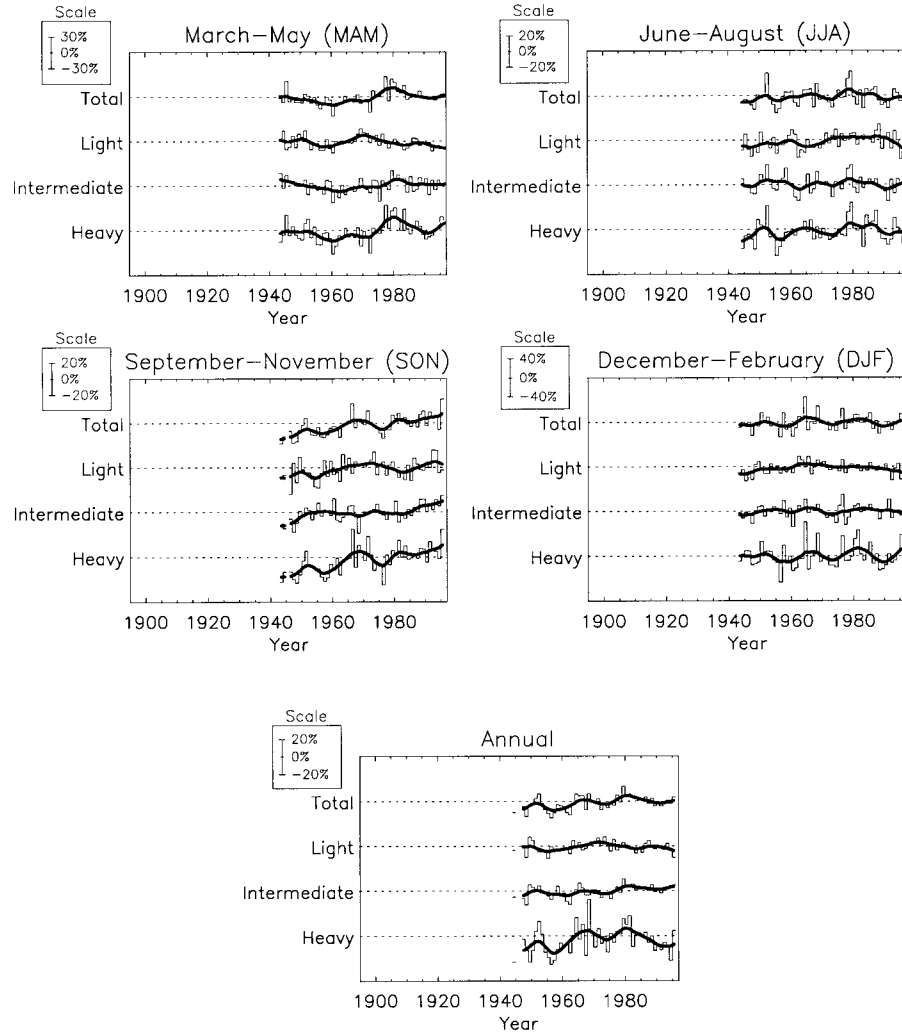 Scale
30%
0%
-30%
March-May (MAM)
Total
Light
Intermediate
Heavy
1900 1920 1940 1960 1980
Year
Scale
20%
0%
-20%
June-August (JJA)
Total
Light
Intermediate
Heavy
1900 1920 1940 1960 1980
Year
Scale
20%
0%
-20%
September-November (SON)
Total
Light
Intermediate
Heavy
1900 1920 1940 1960 1980
Year
Scale
40%
0%
-40%
December-February (DJF)
Total
Light
Intermediate
Heavy
1900 1920 1940 1960 1980
Year
Scale
20%
0%
-20%
Annual
Total
Light
Intermediate
Heavy
1900 1920 1940 1960 1980
Year